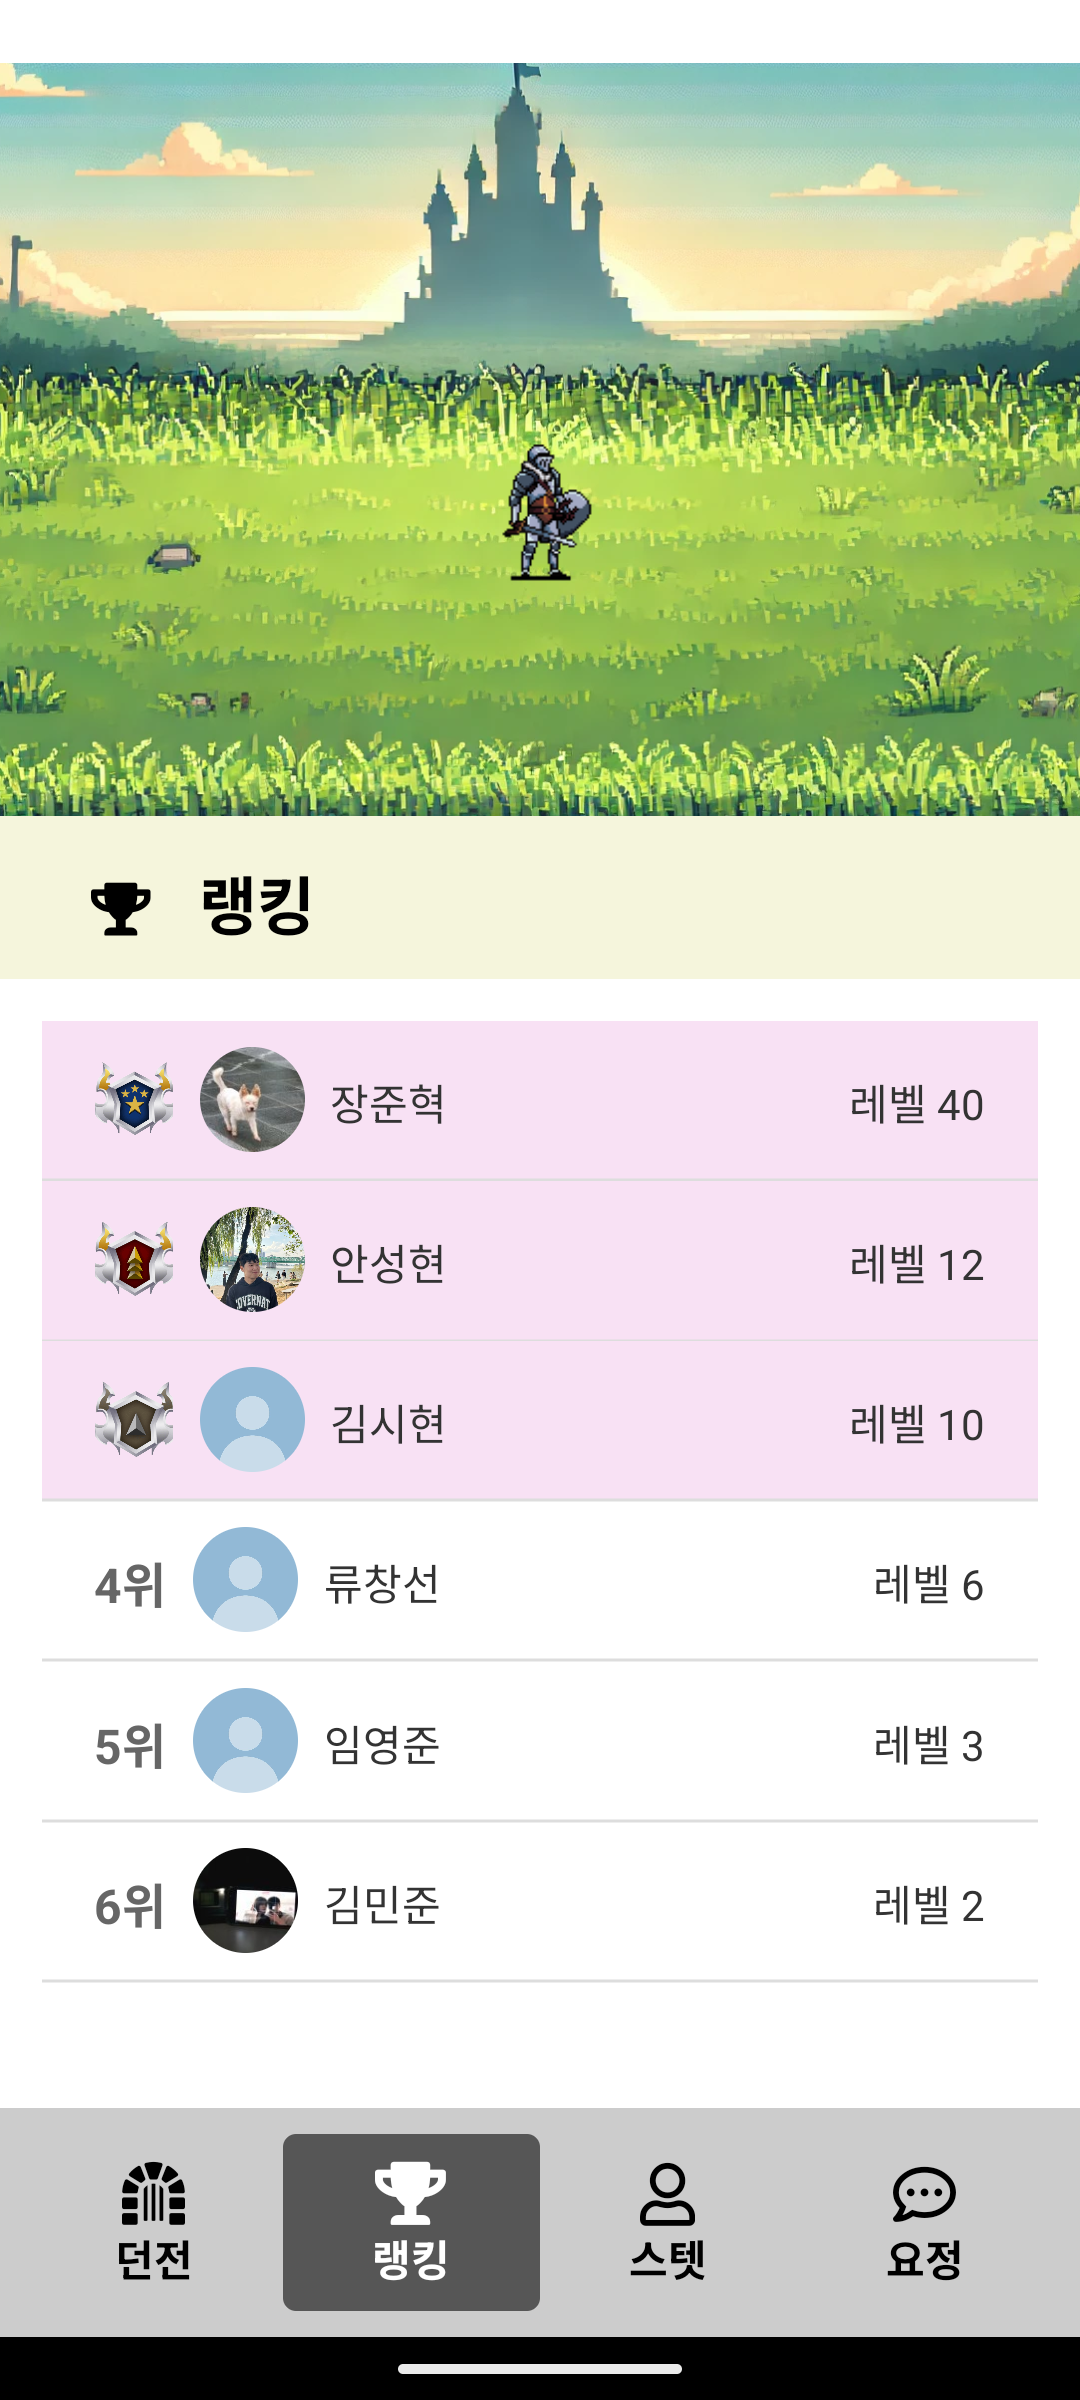 랭킹
장준혁 레벨 40
안성현 레벨 12
김시현 레벨 10
4위 류창선 레벨 6
5위 임영준 레벨 3
6위 김민준 레벨 2
던전 랭킹 스텟 요정